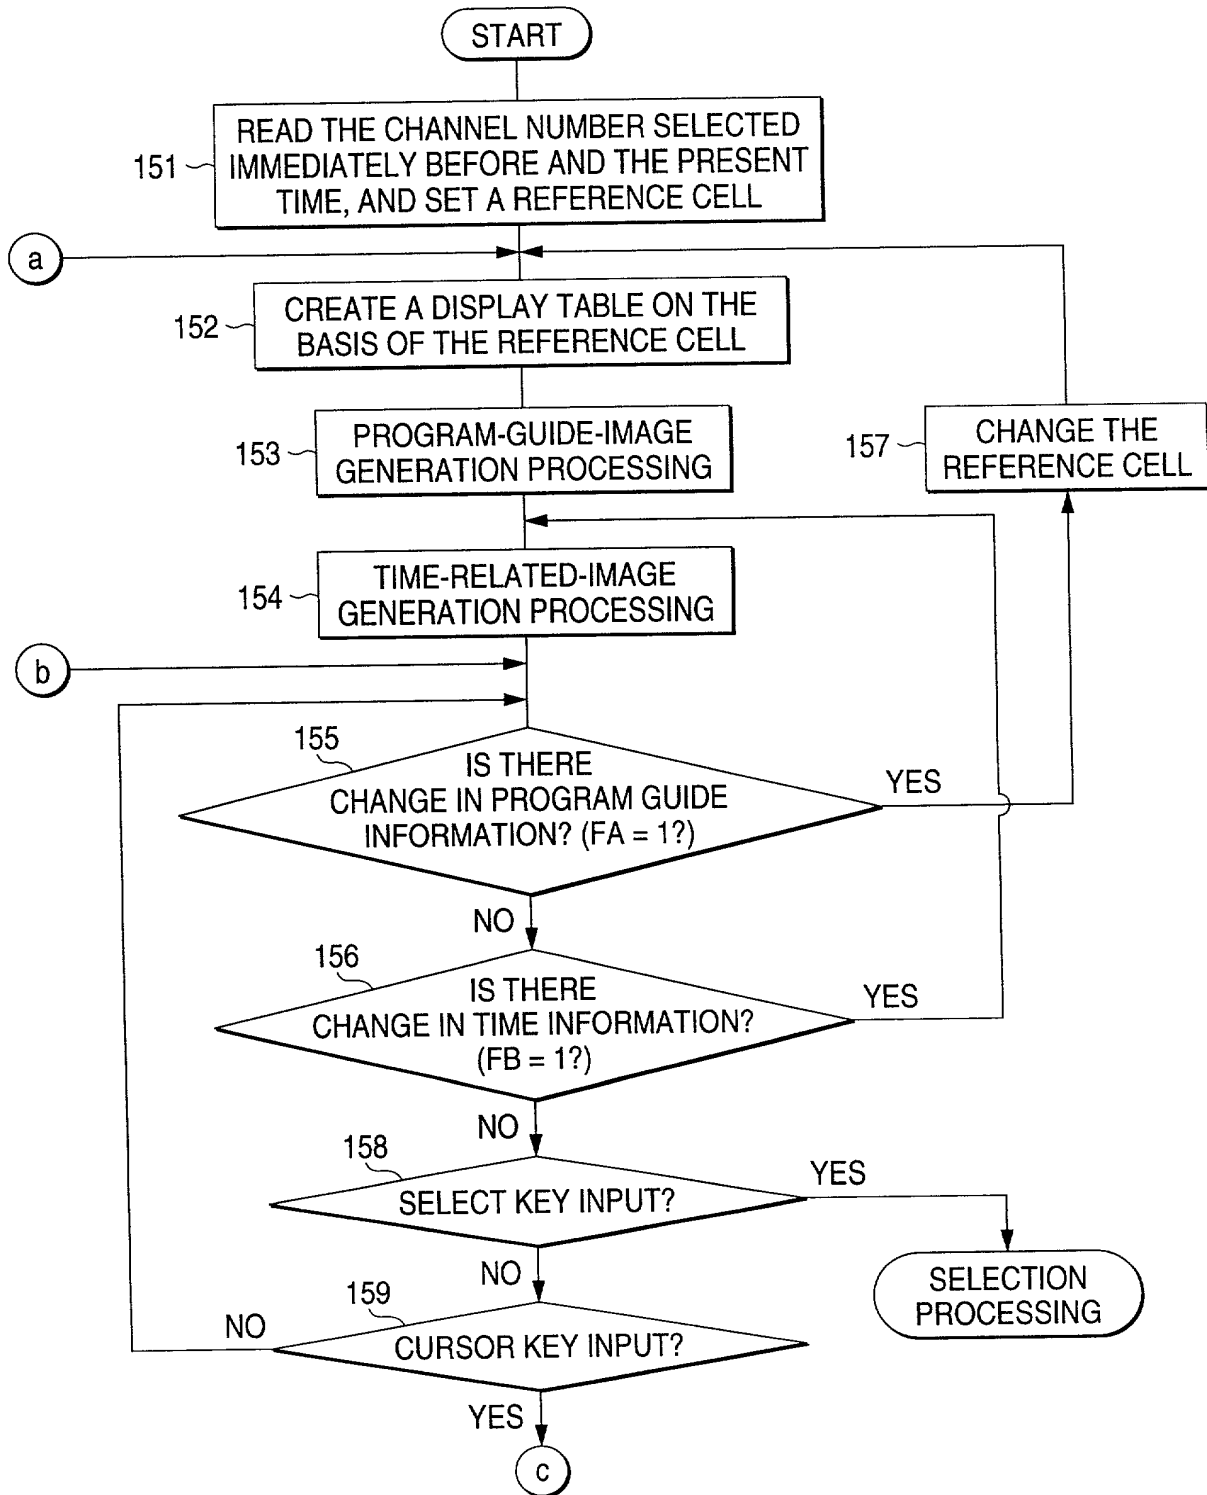 START
READ THE CHANNEL NUMBER SELECTED
IMMEDIATELY BEFORE AND THE PRESENT
TIME, AND SET A REFERENCE CELL
151
a
CREATE A DISPLAY TABLE ON THE
BASIS OF THE REFERENCE CELL
152
PROGRAM-GUIDE-IMAGE
GENERATION PROCESSING
153
CHANGE THE
REFERENCE CELL
157
TIME-RELATED-IMAGE
GENERATION PROCESSING
154
b
155
IS THERE
CHANGE IN PROGRAM GUIDE
INFORMATION? (FA = 1?)
YES
NO
156
IS THERE
CHANGE IN TIME INFORMATION?
(FB = 1?)
YES
NO
158
SELECT KEY INPUT?
YES
SELECTION
PROCESSING
NO
159
CURSOR KEY INPUT?
NO
YES
c